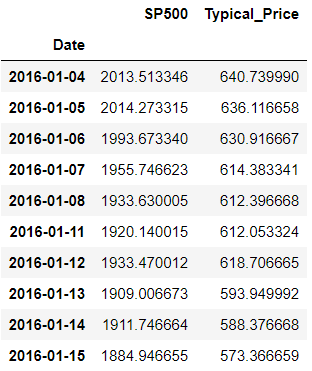 SP500 Typical_Price
Date
2016-01-04 2013.513346 640.739990
2016-01-05 2014.273315 636.116658
2016-01-06 1993.673340 630.916667
2016-01-07 1955.746623 614.383341
2016-01-08 1933.630005 612.396668
2016-01-11 1920.140015 612.053324
2016-01-12 1933.470012 618.706665
2016-01-13 1909.006673 593.949992
2016-01-14 1911.746664 588.376668
2016-01-15 1884.946655 573.366659